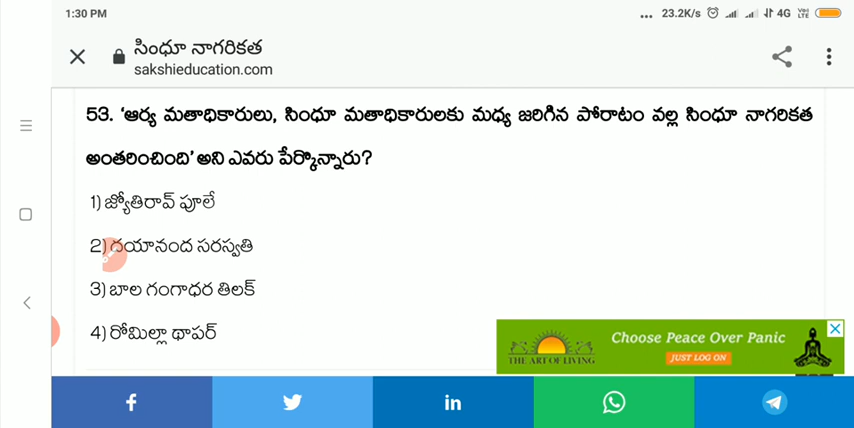 1:30 PM
... 23.2K/s 4G Vo) LTE
సింధూ నాగరికత
sakshieducation.com
53. 'ఆర్య మతాధికారులు, సింధూ మతాధికారులకు మధ్య జరిగిన పోరాటం వల్ల సింధూ నాగరికత
అంతరించింది' అని ఎవరు పేర్కొన్నారు?
1) జ్యోతిరావ్ పూలే
2) దయానంద సరస్వతి
3) బాల గంగాధర తిలక్
4) రోమిల్లా థాపర్
THE ART OF LIVING
Choose Peace Over Panic
JUST LOG ON